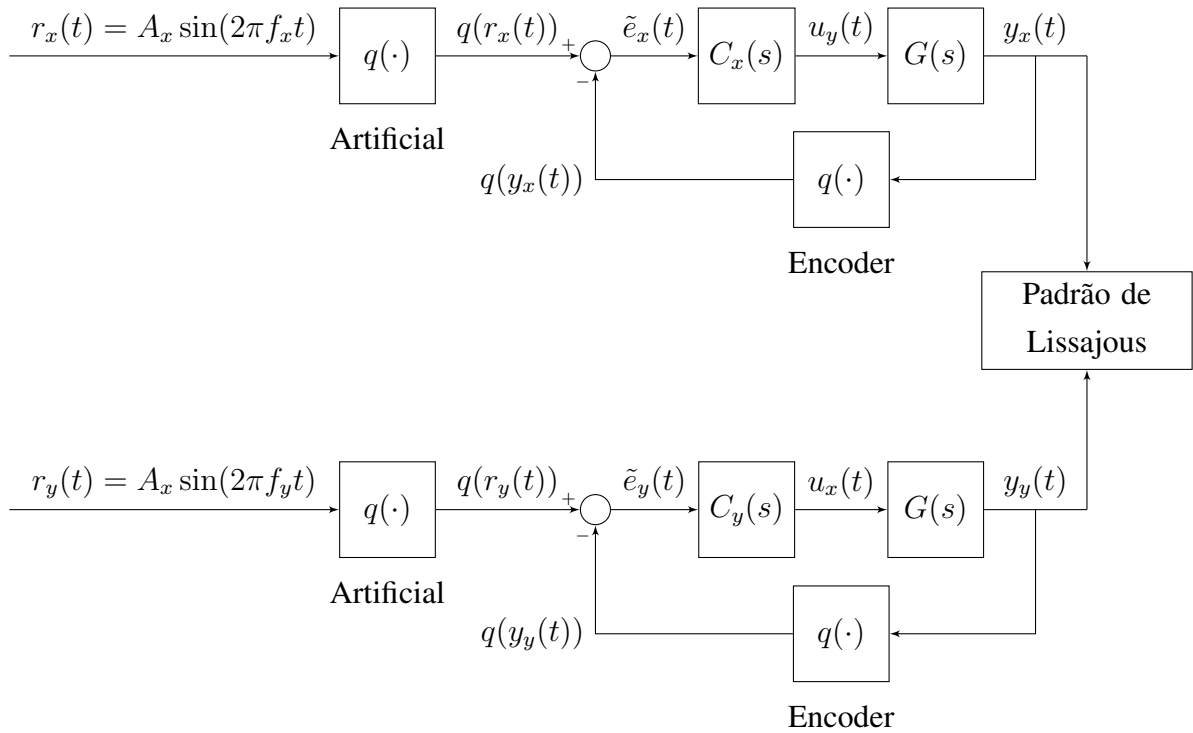 r_x(t) = A_x sin(2πf_x t)
q(·)
Artificial
q(r_x(t))
+
−
ẽ_x(t)
C_x(s)
u_y(t)
G(s)
y_x(t)
q(y_x(t))
q(·)
Encoder
Padrão de
Lissajous
r_y(t) = A_x sin(2πf_y t)
q(·)
Artificial
q(r_y(t))
+
−
ẽ_y(t)
C_y(s)
u_x(t)
G(s)
y_y(t)
q(y_y(t))
q(·)
Encoder